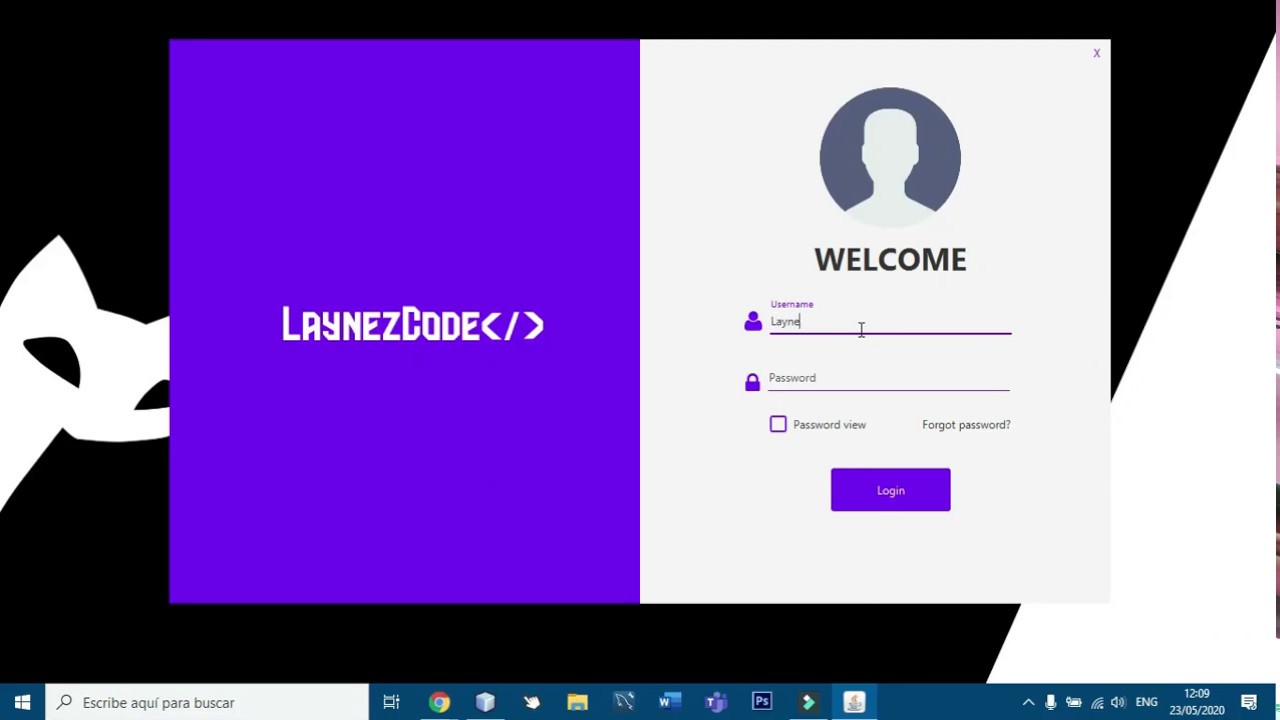 X
LaynezCode</>
WELCOME
Username
Layne
Password
Password view
Forgot password?
Login
Escribe aquí para buscar
W
T
Ps
ENG
12:09
23/05/2020